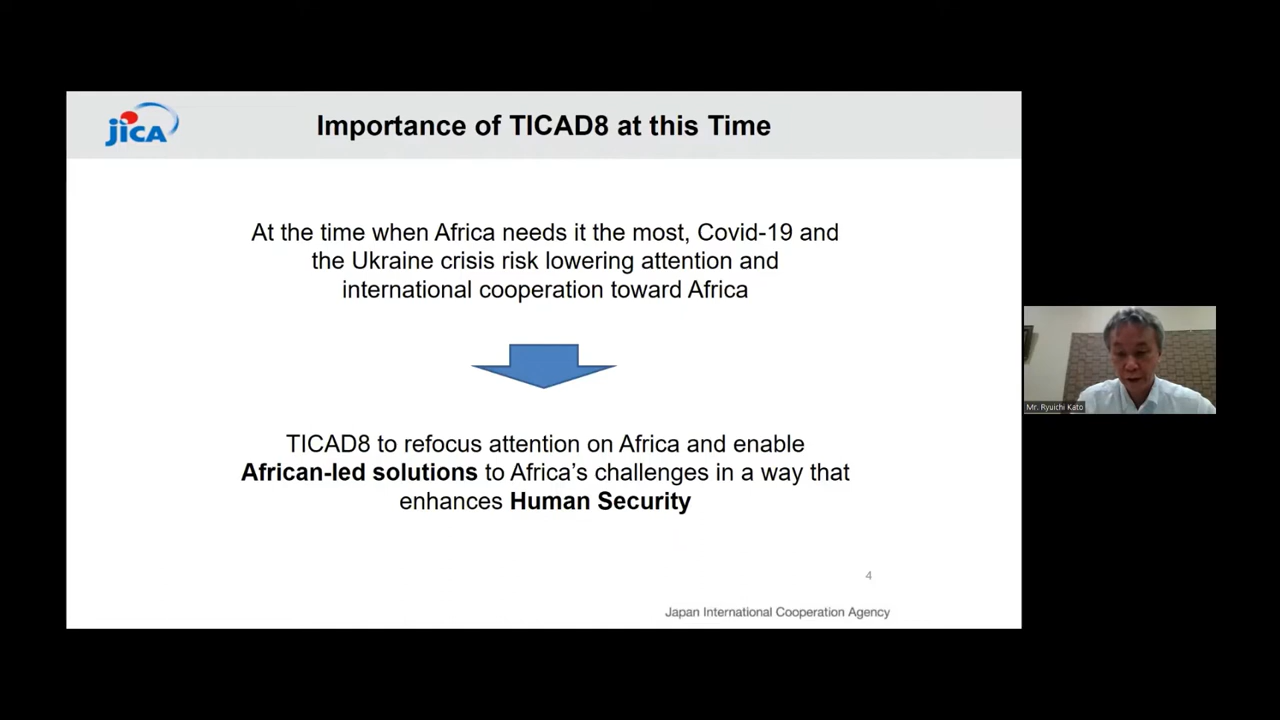 JICA
Importance of TICAD8 at this Time
At the time when Africa needs it the most, Covid-19 and
the Ukraine crisis risk lowering attention and
international cooperation toward Africa
TICAD8 to refocus attention on Africa and enable
African-led solutions to Africa’s challenges in a way that
enhances Human Security
4
Japan International Cooperation Agency
Mr. Ryuichi Kato